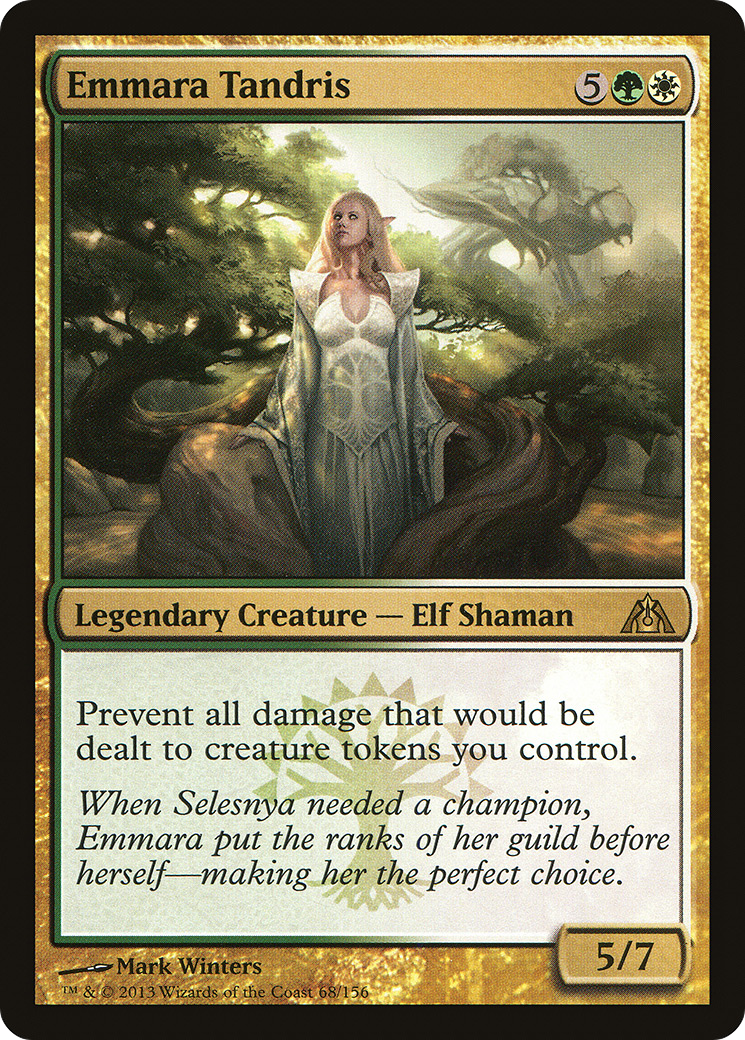 Emmara Tandris 5
Legendary Creature — Elf Shaman
Prevent all damage that would be
dealt to creature tokens you control.
When Selesnya needed a champion,
Emmara put the ranks of her guild before
herself—making her the perfect choice.
5/7
Mark Winters
™ & © 2013 Wizards of the Coast 68/156